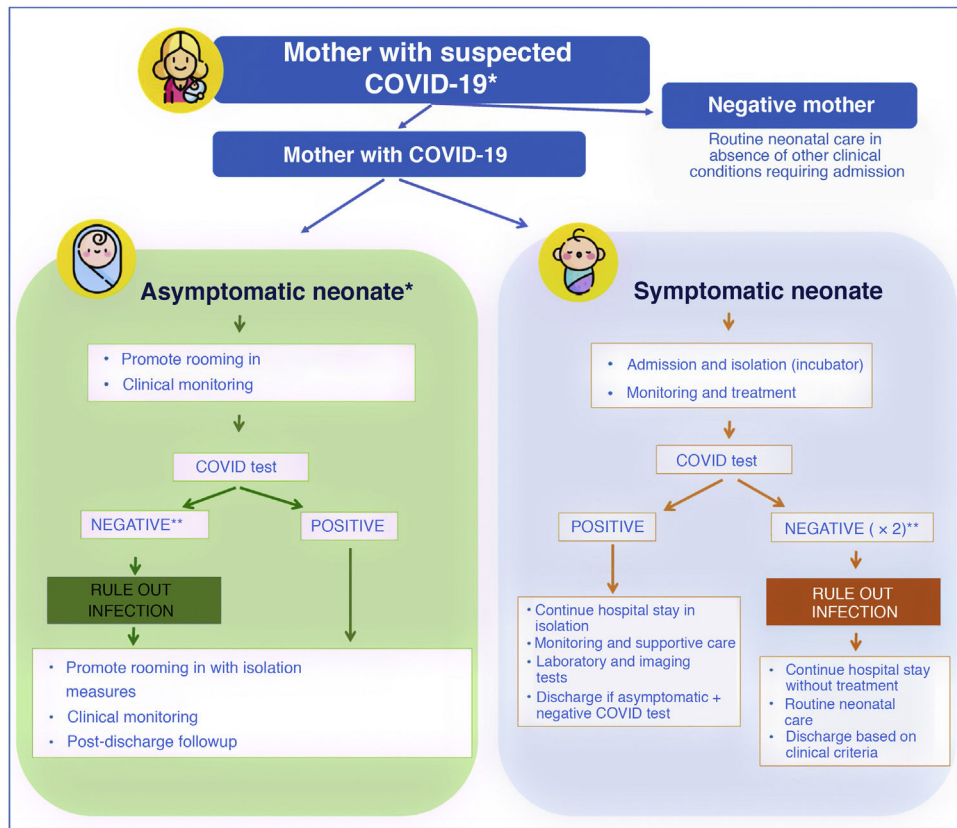 Mother with suspected
COVID-19*
Negative mother
Routine neonatal care in
absence of other clinical
conditions requiring admission
Mother with COVID-19
Asymptomatic neonate*
• Promote rooming in
• Clinical monitoring
COVID test
NEGATIVE**
POSITIVE
RULE OUT
INFECTION
• Promote rooming in with isolation
measures
• Clinical monitoring
• Post-discharge followup
Symptomatic neonate
• Admission and isolation (incubator)
• Monitoring and treatment
COVID test
POSITIVE
NEGATIVE ( × 2)**
• Continue hospital stay in
isolation
• Monitoring and supportive care
• Laboratory and imaging
tests
• Discharge if asymptomatic +
negative COVID test
RULE OUT
INFECTION
• Continue hospital stay
without treatment
• Routine neonatal
care
• Discharge based on
clinical criteria